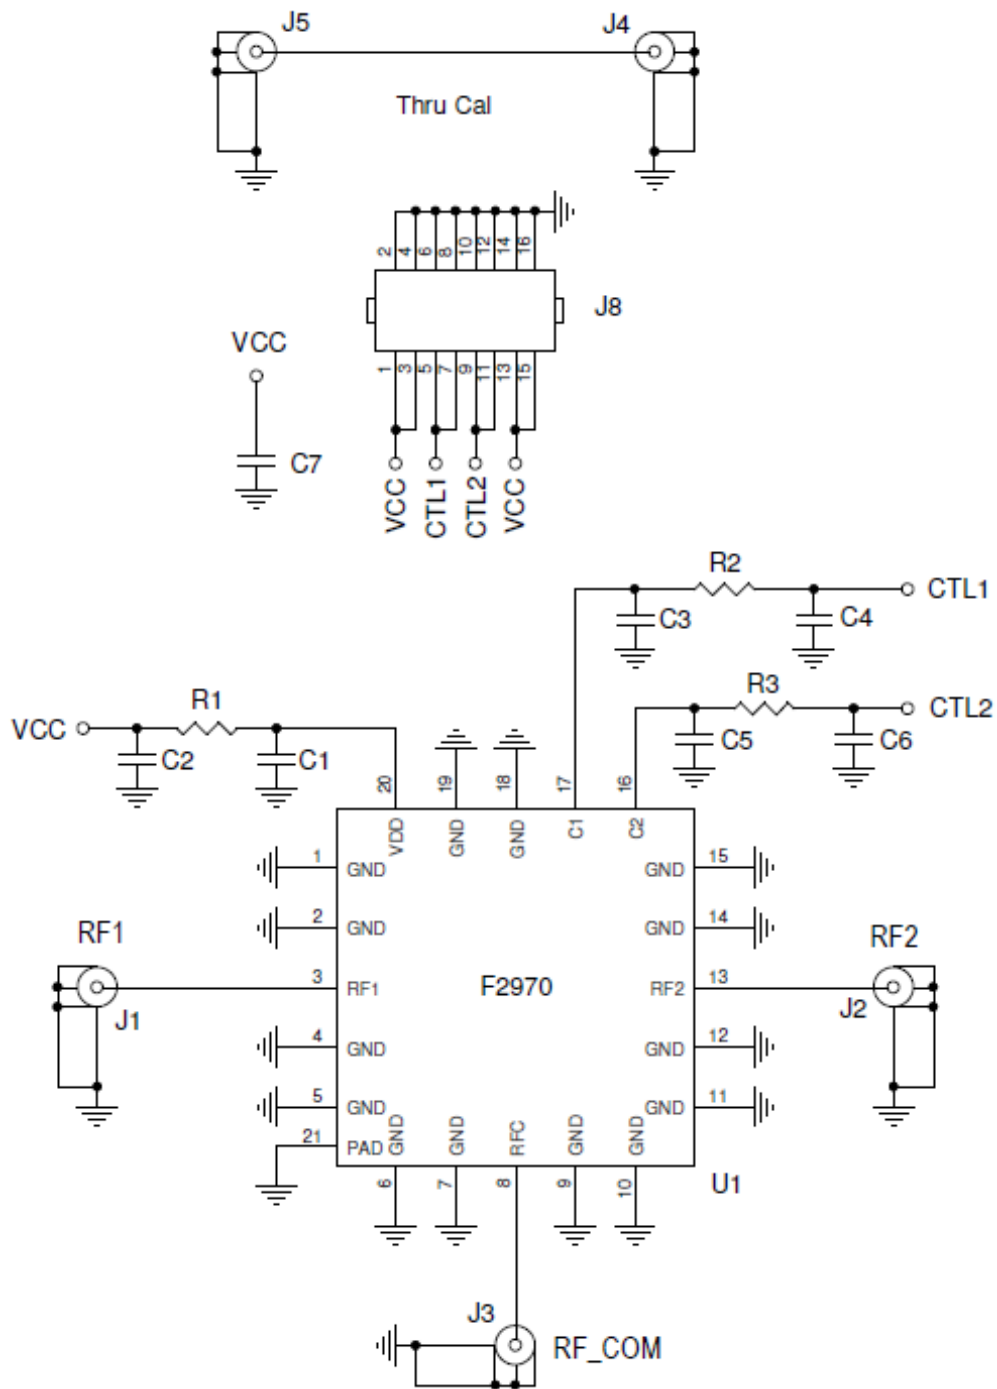 J5
J4
Thru Cal
2
4
6
8
10
12
14
16
J8
VCC
1
3
5
7
9
11
13
15
C7
VCC
CTL1
CTL2
VCC
R2
CTL1
C3
C4
R3
CTL2
C5
C6
R1
VCC
C2
C1
20
19
18
17
16
VDD
GND
GND
C1
C2
1
GND
GND
15
2
GND
GND
14
RF1
RF2
3
RF1
F2970
RF2
13
J1
J2
4
GND
GND
12
5
GND
GND
11
21
PAD
GND
GND
RFC
GND
GND
U1
6
7
8
9
10
J3
RF_COM